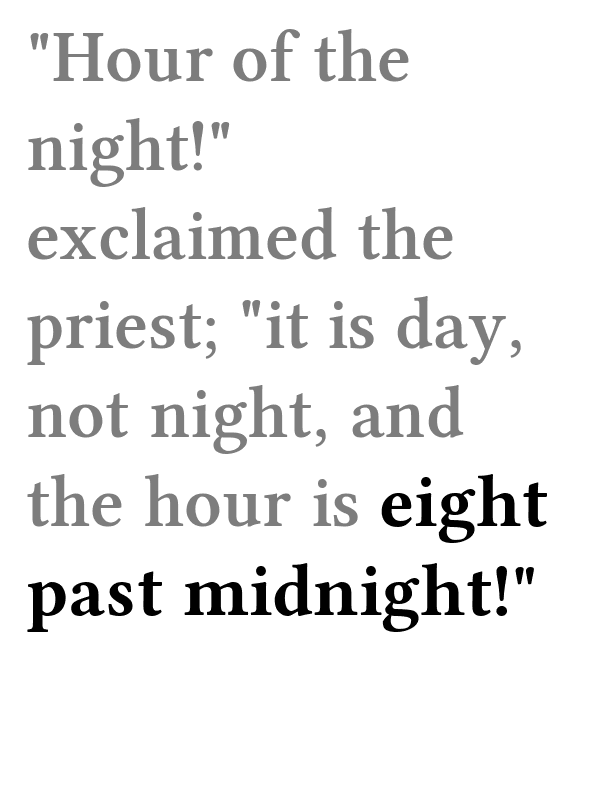 "Hour of the
night!"
exclaimed the
priest; "it is day,
not night, and
the hour is eight
past midnight!"